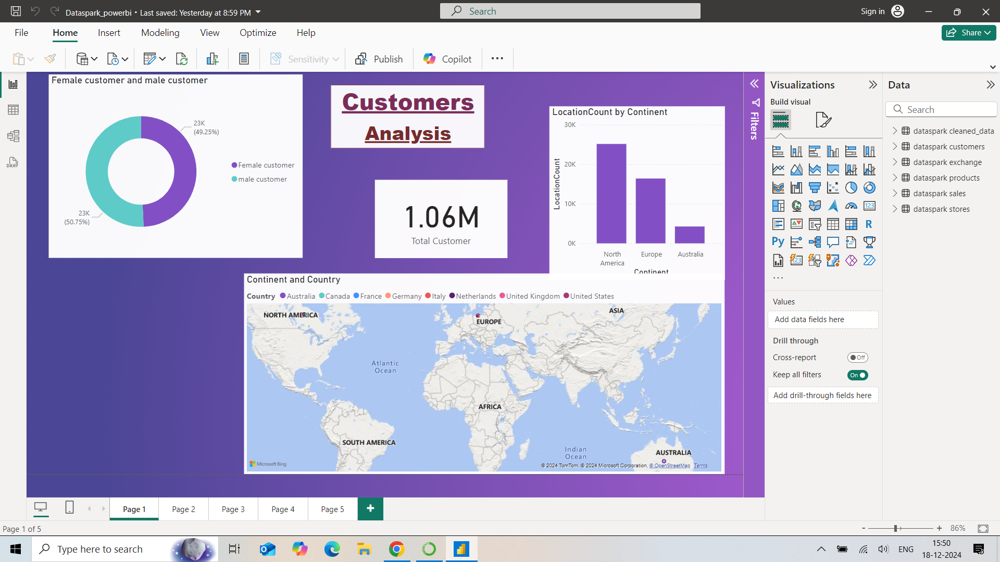 Dataspark_powerbi • Last saved: Yesterday at 8:59 PM
Search
Sign in
File
Home
Insert
Modeling
View
Optimize
Help
Share
Sensitivity
Publish
Copilot
Female customer and male customer
23K
(49.25%)
Female customer
male customer
23K
(50.75%)
Customers
Analysis
1.06M
Total Customer
LocationCount by Continent
30K
20K
10K
0K
LocationCount
North
America
Europe
Australia
Continent
Continent and Country
Country
Australia
Canada
France
Germany
Italy
Netherlands
United Kingdom
United States
NORTH AMERICA
EUROPE
ASIA
Atlantic
Ocean
AFRICA
SOUTH AMERICA
Indian
Ocean
AUSTRALIA
Microsoft Bing
© 2024 TomTom, © 2024 Microsoft Corporation, © OpenStreetMap Terms
Filters
Visualizations
Build visual
123
R
Py
123
Values
Add data fields here
Drill through
Cross-report
Off
Keep all filters
On
Add drill-through fields here
Data
Search
dataspark cleaned_data
dataspark customers
dataspark exchange
dataspark products
dataspark sales
dataspark stores
DAX
Page 1
Page 2
Page 3
Page 4
Page 5
+
Page 1 of 5
- + 86%
Type here to search
ENG
15:50
18-12-2024